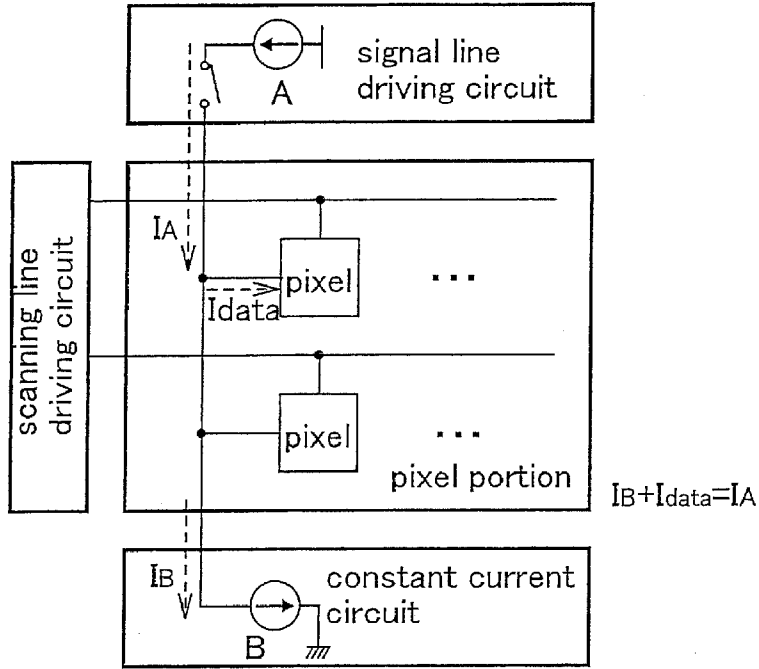 signal line
driving circuit
A
scanning line
driving circuit
IA
pixel
...
Idata
pixel
...
pixel portion
IB+Idata=IA
IB
constant current
circuit
B